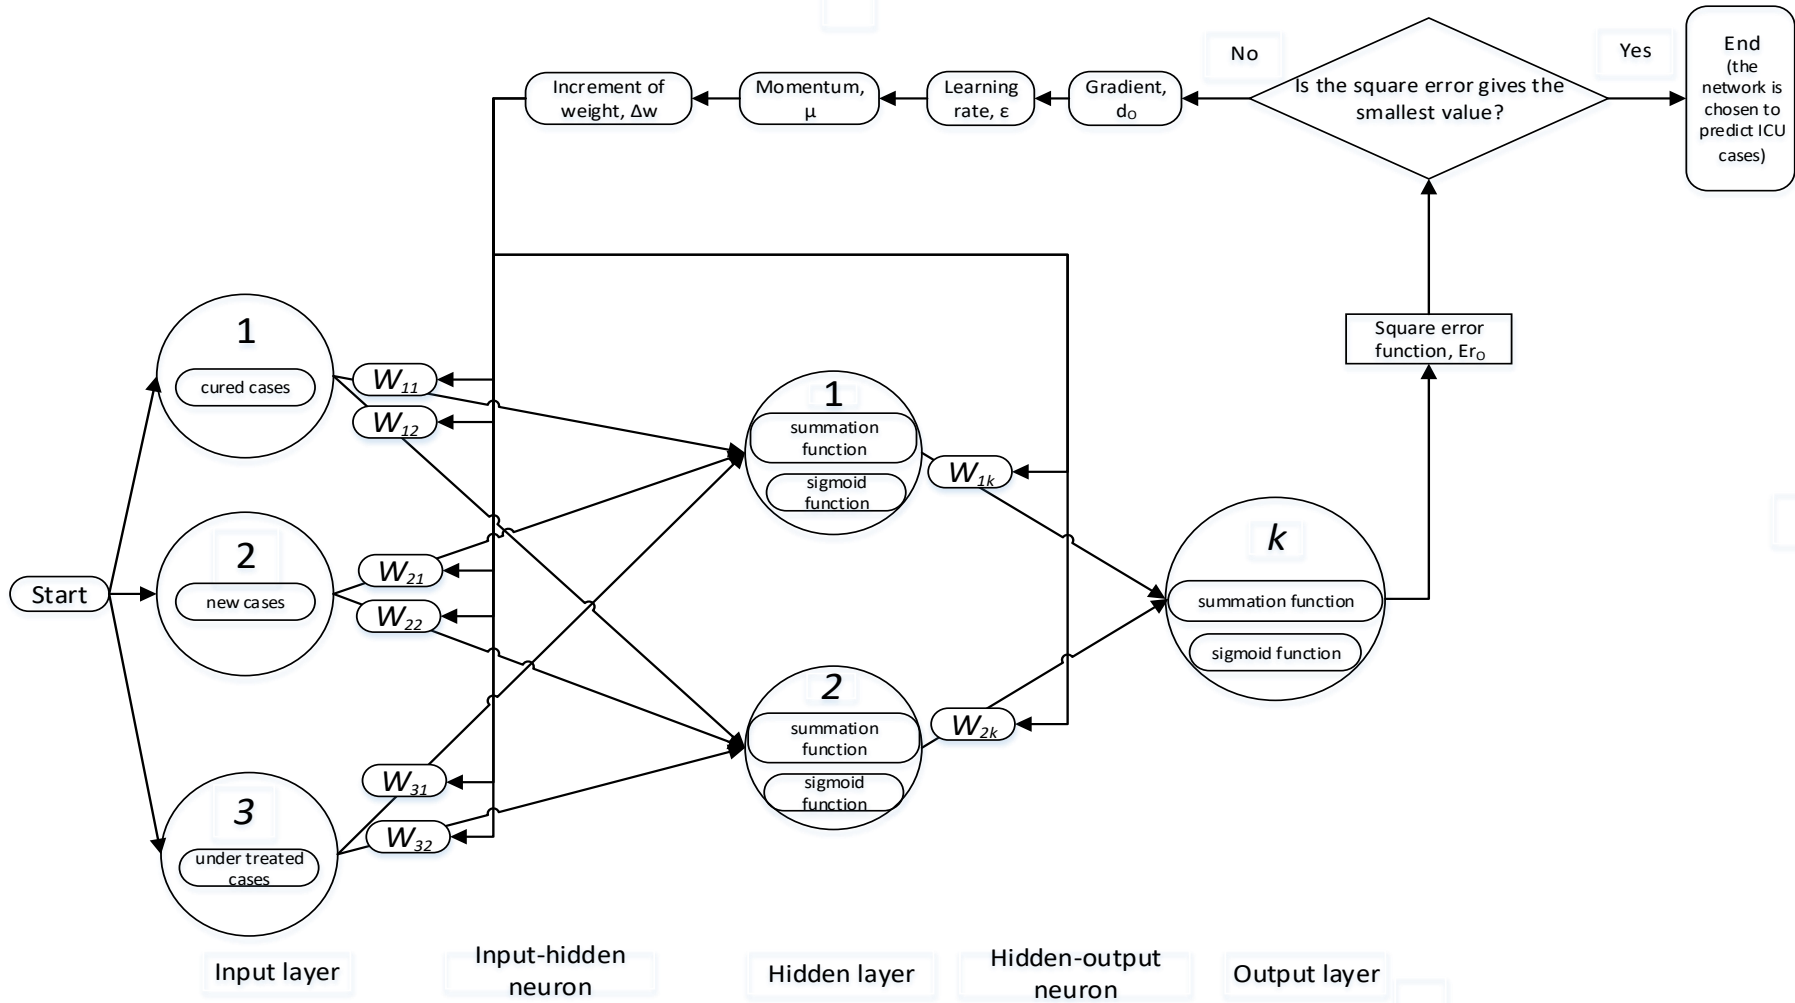 No
Yes
End
(the
network is
chosen to
predict ICU
cases)
Increment of
weight, Δw
Momentum,
μ
Learning
rate, ε
Gradient,
dO
Is the square error gives the
smallest value?
Square error
function, ErO
1
cured cases
W11
W12
1
summation
function
sigmoid
function
W1k
Start
2
new cases
W21
W22
k
summation function
sigmoid function
2
summation
function
sigmoid
function
W2k
3
under treated
cases
W31
W32
Input layer
Input-hidden
neuron
Hidden layer
Hidden-output
neuron
Output layer